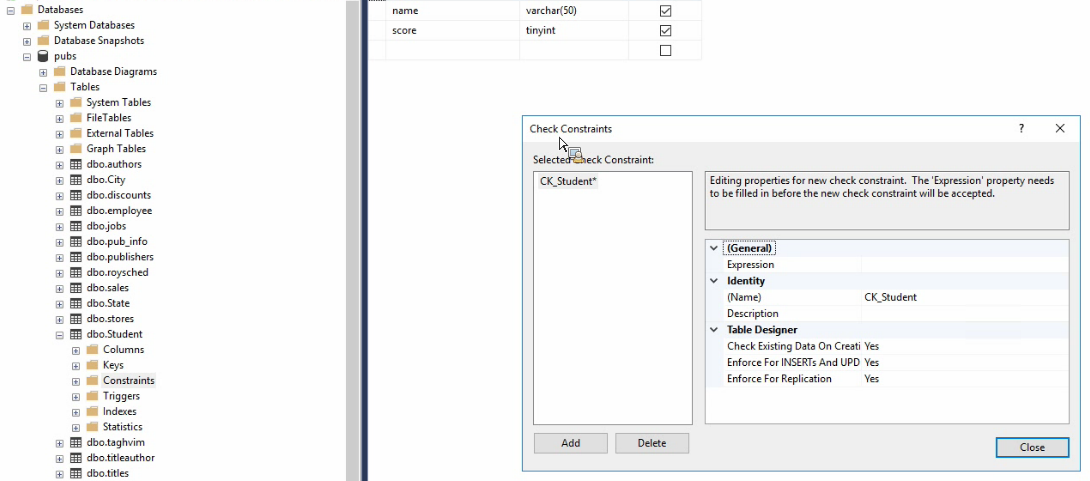 Databases
System Databases
Database Snapshots
pubs
Database Diagrams
Tables
System Tables
FileTables
External Tables
Graph Tables
dbo.authors
dbo.City
dbo.discounts
dbo.employee
dbo.jobs
dbo.pub_info
dbo.publishers
dbo.roysched
dbo.sales
dbo.State
dbo.stores
dbo.Student
Columns
Keys
Constraints
Triggers
Indexes
Statistics
dbo.taghvim
dbo.titleauthor
dbo.titles
name varchar(50)
score tinyint
Check Constraints ?
Selected Check Constraint:
CK_Student*
Editing properties for new check constraint. The 'Expression' property needs
to be filled in before the new check constraint will be accepted.
(General)
Expression
Identity
(Name) CK_Student
Description
Table Designer
Check Existing Data On Creati Yes
Enforce For INSERTs And UPD Yes
Enforce For Replication Yes
Add Delete
Close